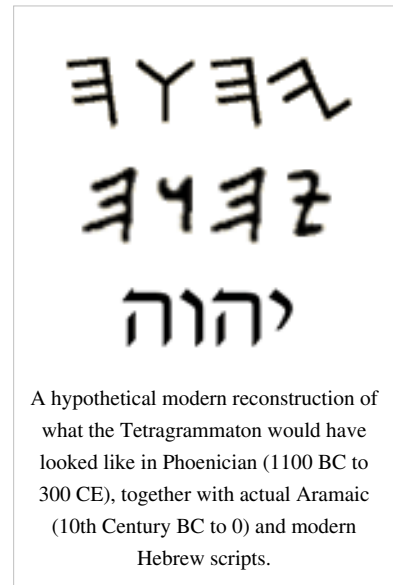 𐤉𐤄𐤅𐤄
𐤉𐤄𐤅𐤄
יהוה
A hypothetical modern reconstruction of
what the Tetragrammaton would have
looked like in Phoenician (1100 BC to
300 CE), together with actual Aramaic
(10th Century BC to 0) and modern
Hebrew scripts.